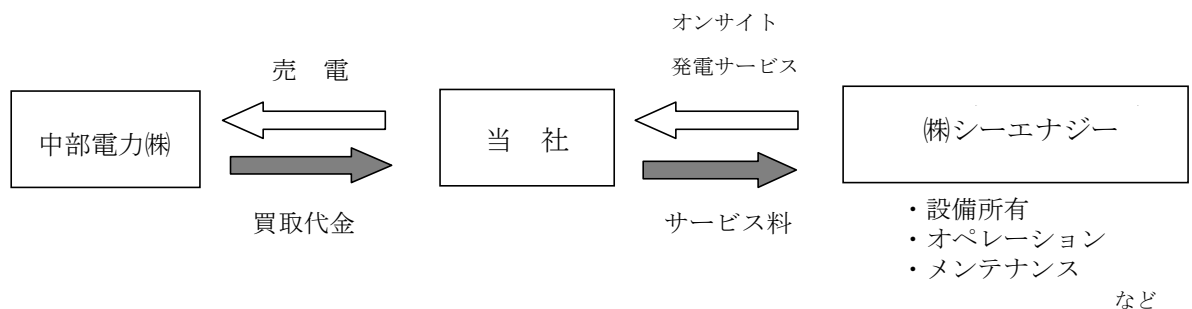 オンサイト
発電サービス
売　電
中部電力㈱
当　社
㈱シーエナジー
買取代金
サービス料
・設備所有
・オペレーション
・メンテナンス
など